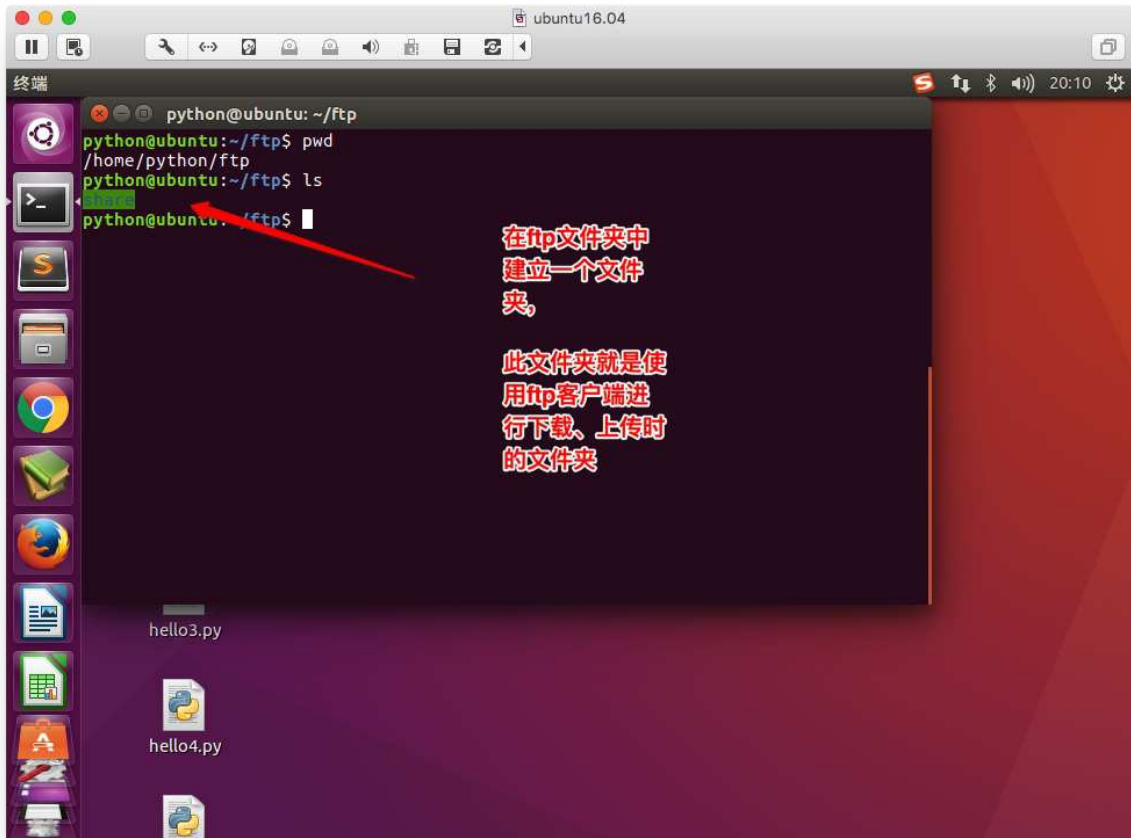 ubuntu16.04
终端
20:10
python@ubuntu: ~/ftp
python@ubuntu:~/ftp$ pwd
/home/python/ftp
python@ubuntu:~/ftp$ ls
share
python@ubuntu:~/ftp$
在ftp文件夹中
建立一个文件
夹，
此文件夹就是使
用ftp客户端进
行下载、上传时
的文件夹
hello3.py
hello4.py